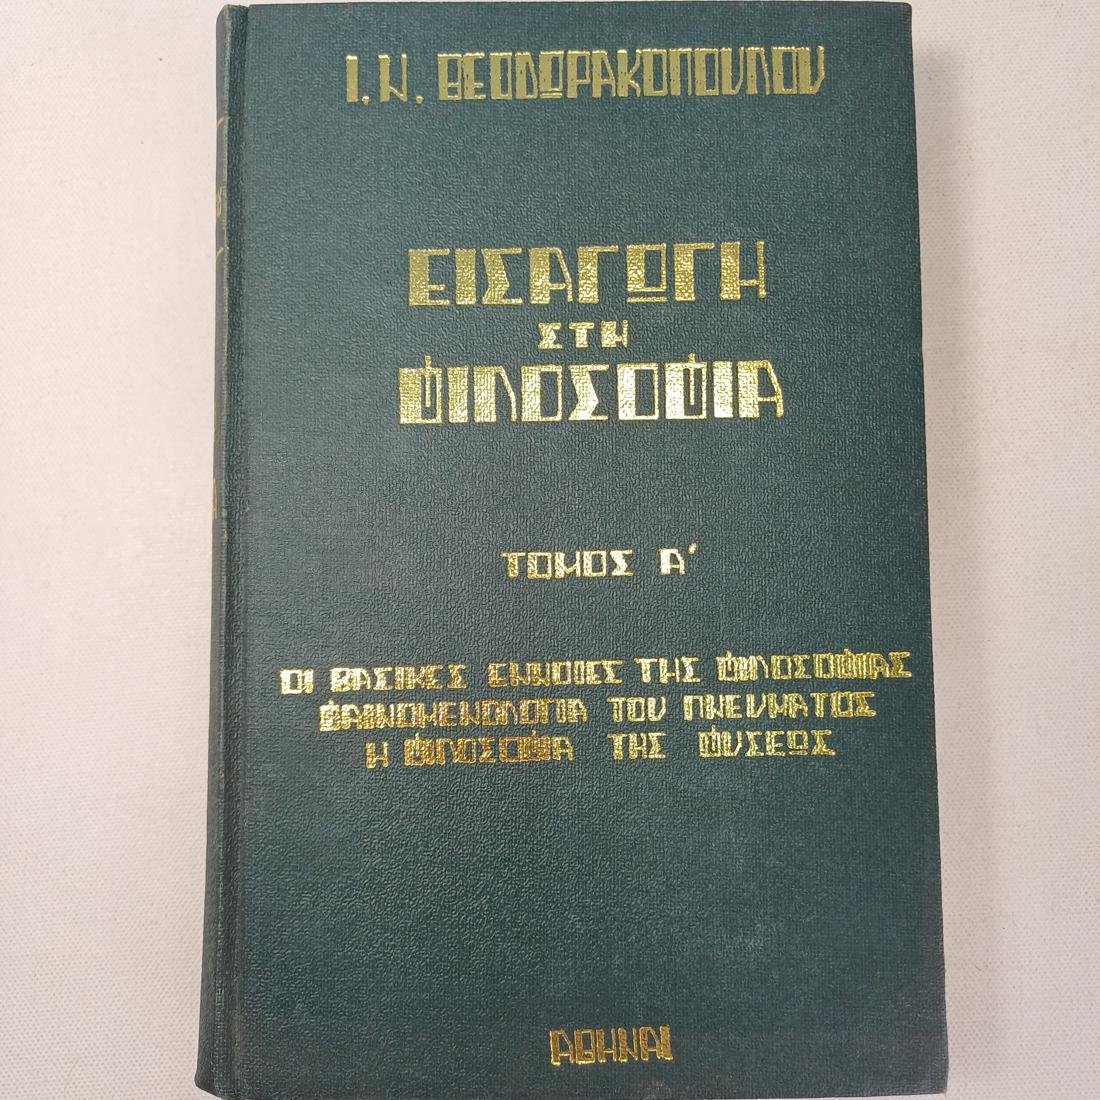 Ι. Ν. ΘΕΟΔΩΡΑΚΟΠΟΥΛΟΥ
ΕΙΣΑΓΩΓΗ
ΣΤΗ
ΦΙΛΟΣΟΦΙΑ
ΤΟΜΟΣ Α΄
ΟΙ ΒΑΣΙΚΕΣ ΕΝΝΟΙΕΣ ΤΗΣ ΦΙΛΟΣΟΦΙΑΣ
ΦΑΙΝΟΜΕΝΟΛΟΓΙΑ ΤΟΥ ΠΝΕΥΜΑΤΟΣ
Η ΦΙΛΟΣΟΦΙΑ ΤΗΣ ΦΥΣΕΩΣ
ΑΘΗΝΑΙ